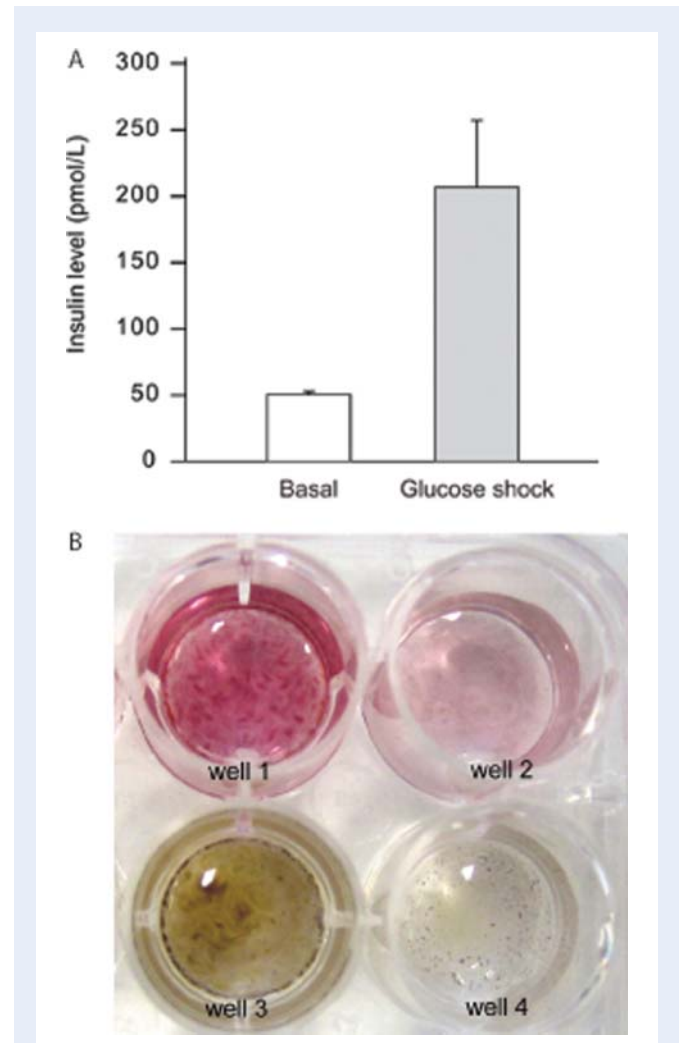 A
300
250
200
150
100
50
0
Insulin level (pmol/L)
Basal Glucose shock
B
well 1 well 2
well 3 well 4